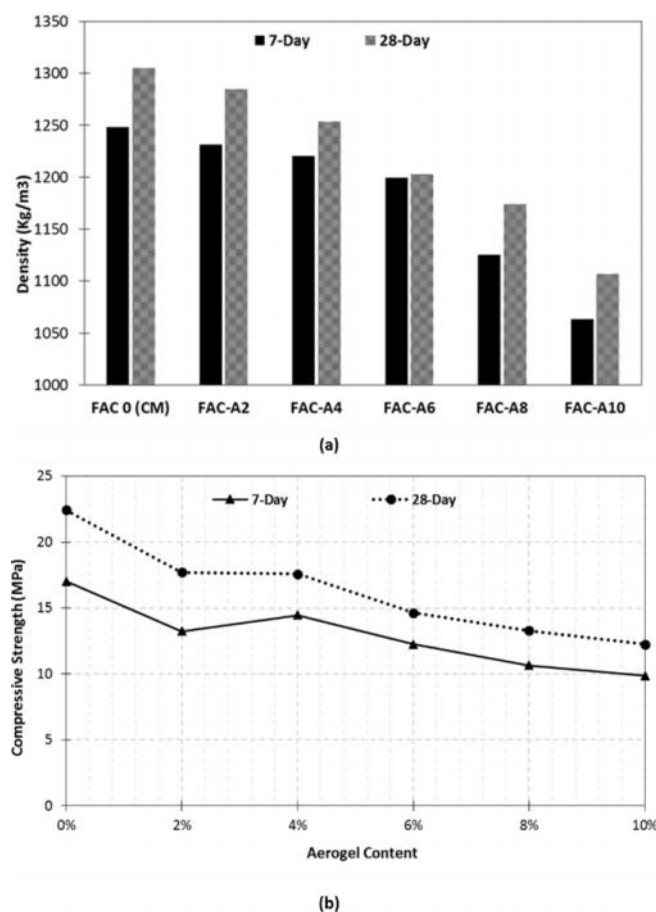 1350
1300
1250
1200
1150
1100
1050
1000
Density (Kg/m3)
7-Day 28-Day
FAC 0 (CM) FAC-A2 FAC-A4 FAC-A6 FAC-A8 FAC-A10
(a)
25
20
15
10
5
0
Compressive Strength (MPa)
7-Day 28-Day
0% 2% 4% 6% 8% 10%
Aerogel Content
(b)